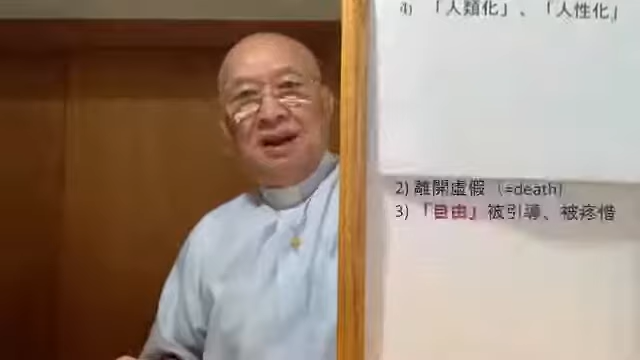 4) 「人類化」、「人性化」
2) 離開虛假 (=death)
3) 「自由」被引導、被疼惜